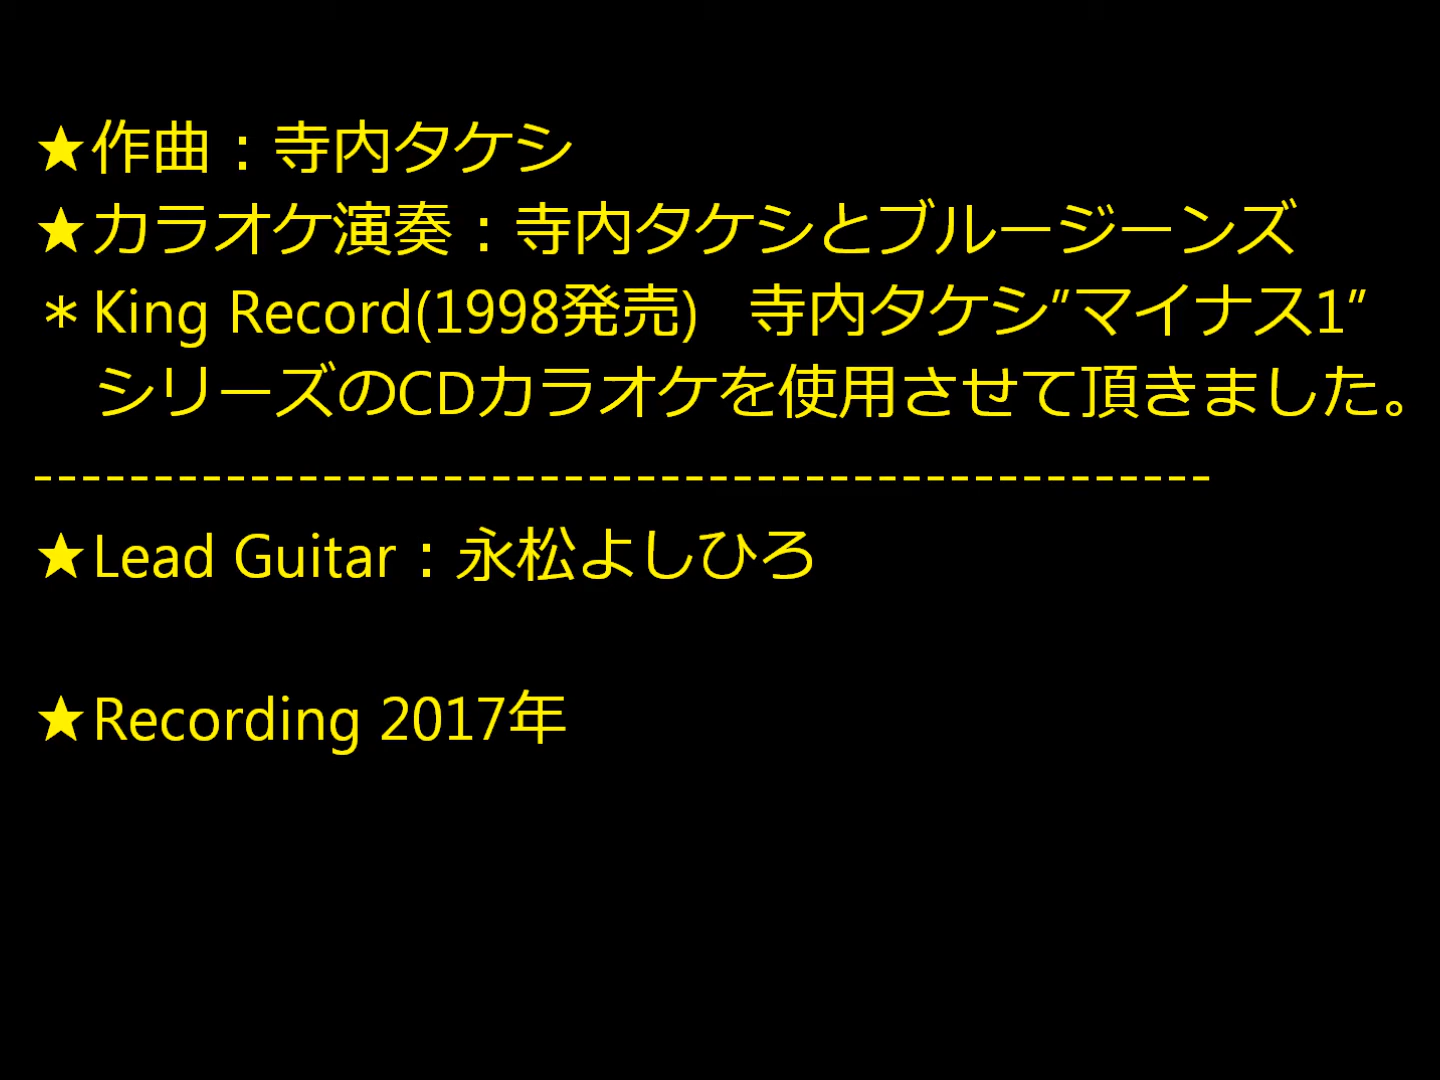 ★作曲：寺内タケシ
★カラオケ演奏：寺内タケシとブルージーンズ
＊King Record(1998発売)　寺内タケシ”マイナス1”
シリーズのCDカラオケを使用させて頂きました。
-------------------------------------------------
★Lead Guitar：永松よしひろ
★Recording 2017年